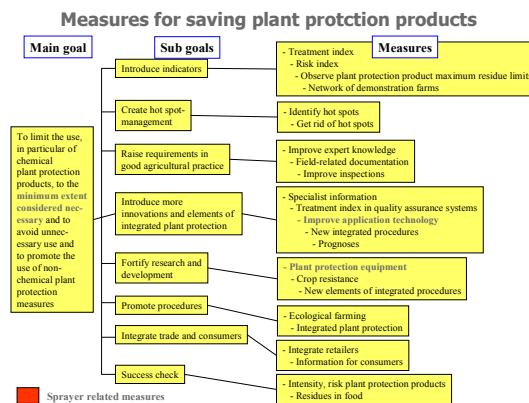 Measures for saving plant protction products
Main goal
Sub goals
Measures
To limit the use,
in particular of
chemical
plant protection
products, to the
minimum extent
considered nec-
essary and to
avoid unnec-
essary use and
to promote
the use of non-
chemical plant
protection
measures
Introduce indicators
Create hot spot-
management
Raise requirements in
good agricultural practice
Introduce more
innovations and elements of
integrated plant protection
Fortify research and
development
Promote procedures
Integrate trade and consumers
Success check
- Treatment index
- Risk index
- Observe plant protection product maximum residue limit
- Network of demonstration farms
- Identify hot spots
- Get rid of hot spots
- Improve expert knowledge
- Field-related documentation
- Improve inspections
- Specialist information
- Treatment index in quality assurance systems
- Improve application technology
- New integrated procedures
- Prognoses
- Plant protection equipment
- Crop resistance
- New elements of integrated procedures
- Ecological farming
- Integrated plant protection
- Integrate retailers
- Information for consumers
- Intensity, risk plant protection products
- Residues in food
Sprayer related measures